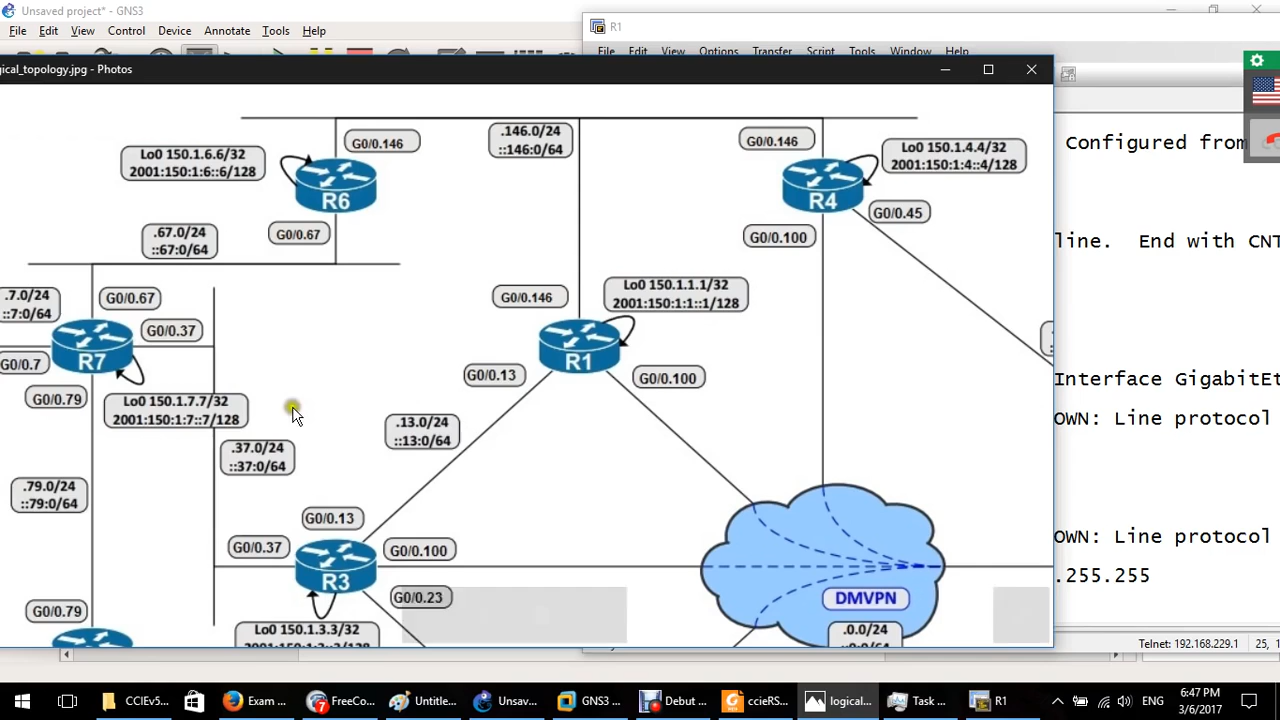 Unsaved project* - GNS3
R1
File Edit View Control Device Annotate Tools Help
File Edit View Options Transfer Script Tools Window Help
gical_topology.jpg - Photos
.146.0/24
::146:0/64
G0/0.146
G0/0.146
Lo0 150.1.6.6/32
2001:150:1:6::6/128
Lo0 150.1.4.4/32
2001:150:1:4::4/128
R6
R4
G0/0.45
.67.0/24
::67:0/64
G0/0.67
G0/0.100
.7.0/24
::7:0/64
G0/0.67
G0/0.146
Lo0 150.1.1.1/32
2001:150:1:1::1/128
G0/0.37
R7
R1
G0/0.7
G0/0.13
G0/0.100
G0/0.79
Lo0 150.1.7.7/32
2001:150:1:7::7/128
.13.0/24
::13:0/64
.37.0/24
::37:0/64
.79.0/24
::79:0/64
G0/0.13
G0/0.37
G0/0.100
R3
G0/0.23
DMVPN
G0/0.79
Lo0 150.1.3.3/32
.0.0/24
Configured from
line. End with CNT
Interface GigabitEt
OWN: Line protocol
OWN: Line protocol
.255.255
Telnet: 192.168.229.1 25, 1
CCIEv5... Exam ... FreeCo... Untitle... Unsav... GNS3 ... Debut ... ccieRS... logical... Task ... R1
ENG
6:47 PM
3/6/2017